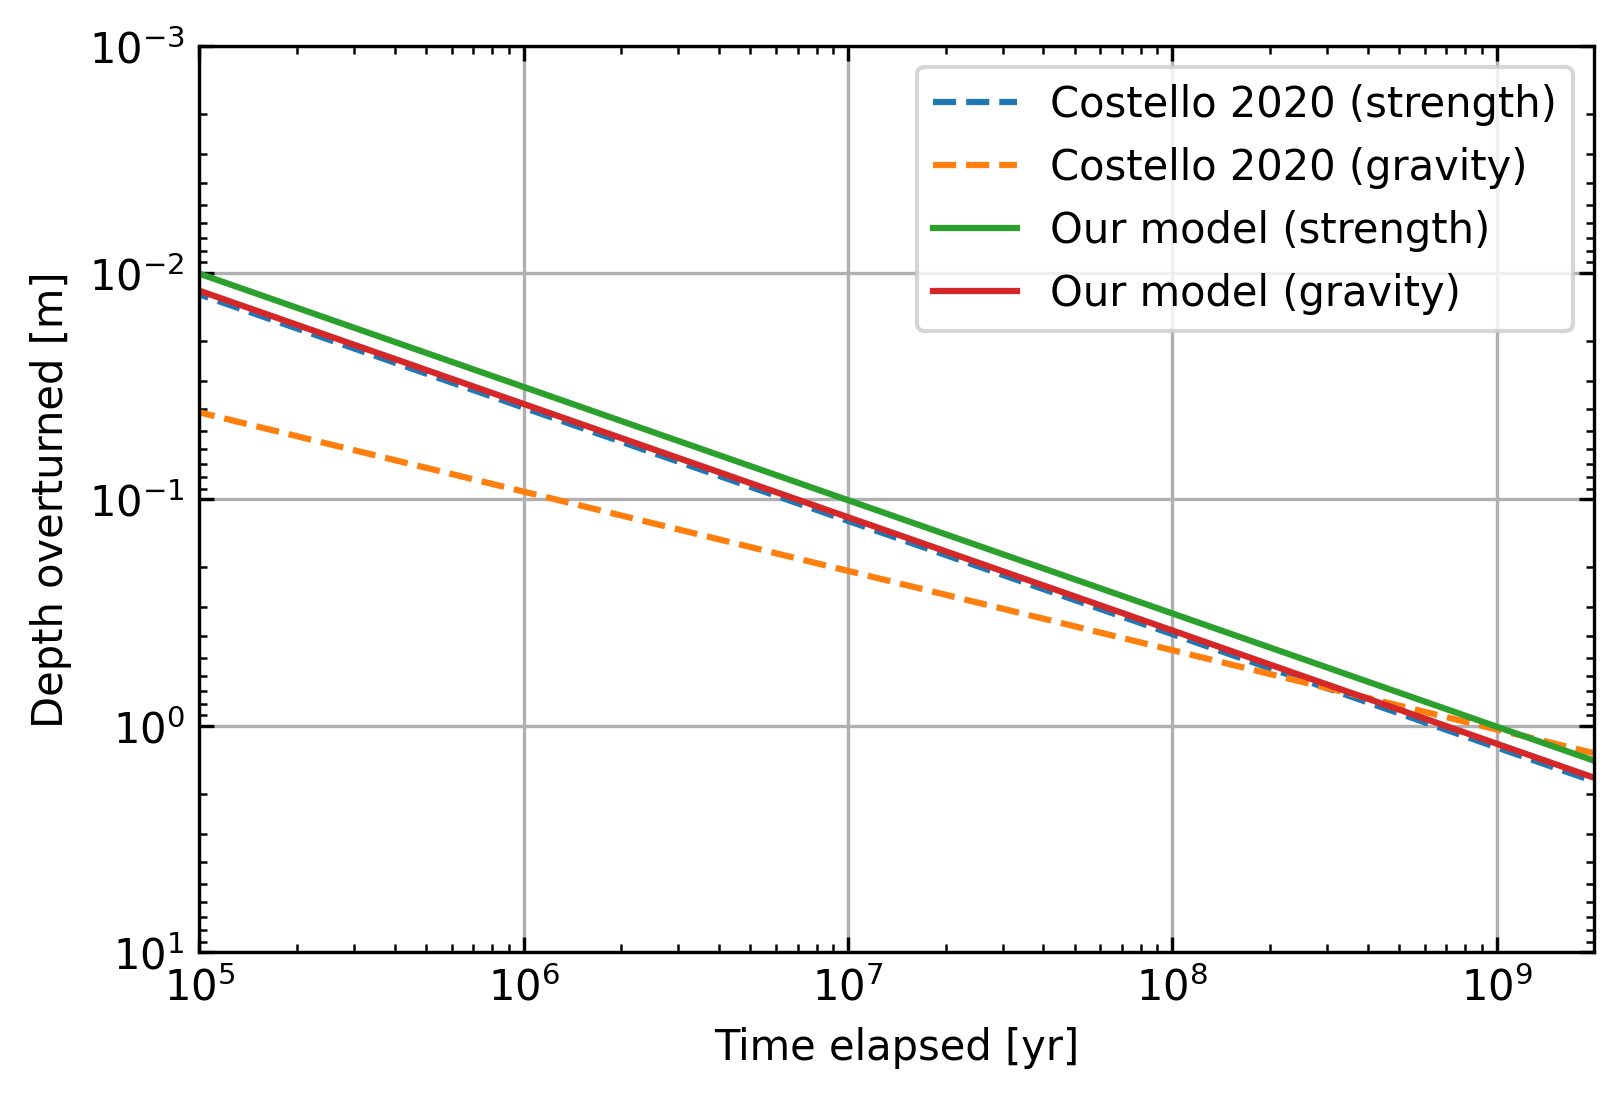 10⁻³
10⁻²
10⁻¹
10⁰
10¹
Depth overturned [m]
Costello 2020 (strength)
Costello 2020 (gravity)
Our model (strength)
Our model (gravity)
10⁵ 10⁶ 10⁷ 10⁸ 10⁹
Time elapsed [yr]